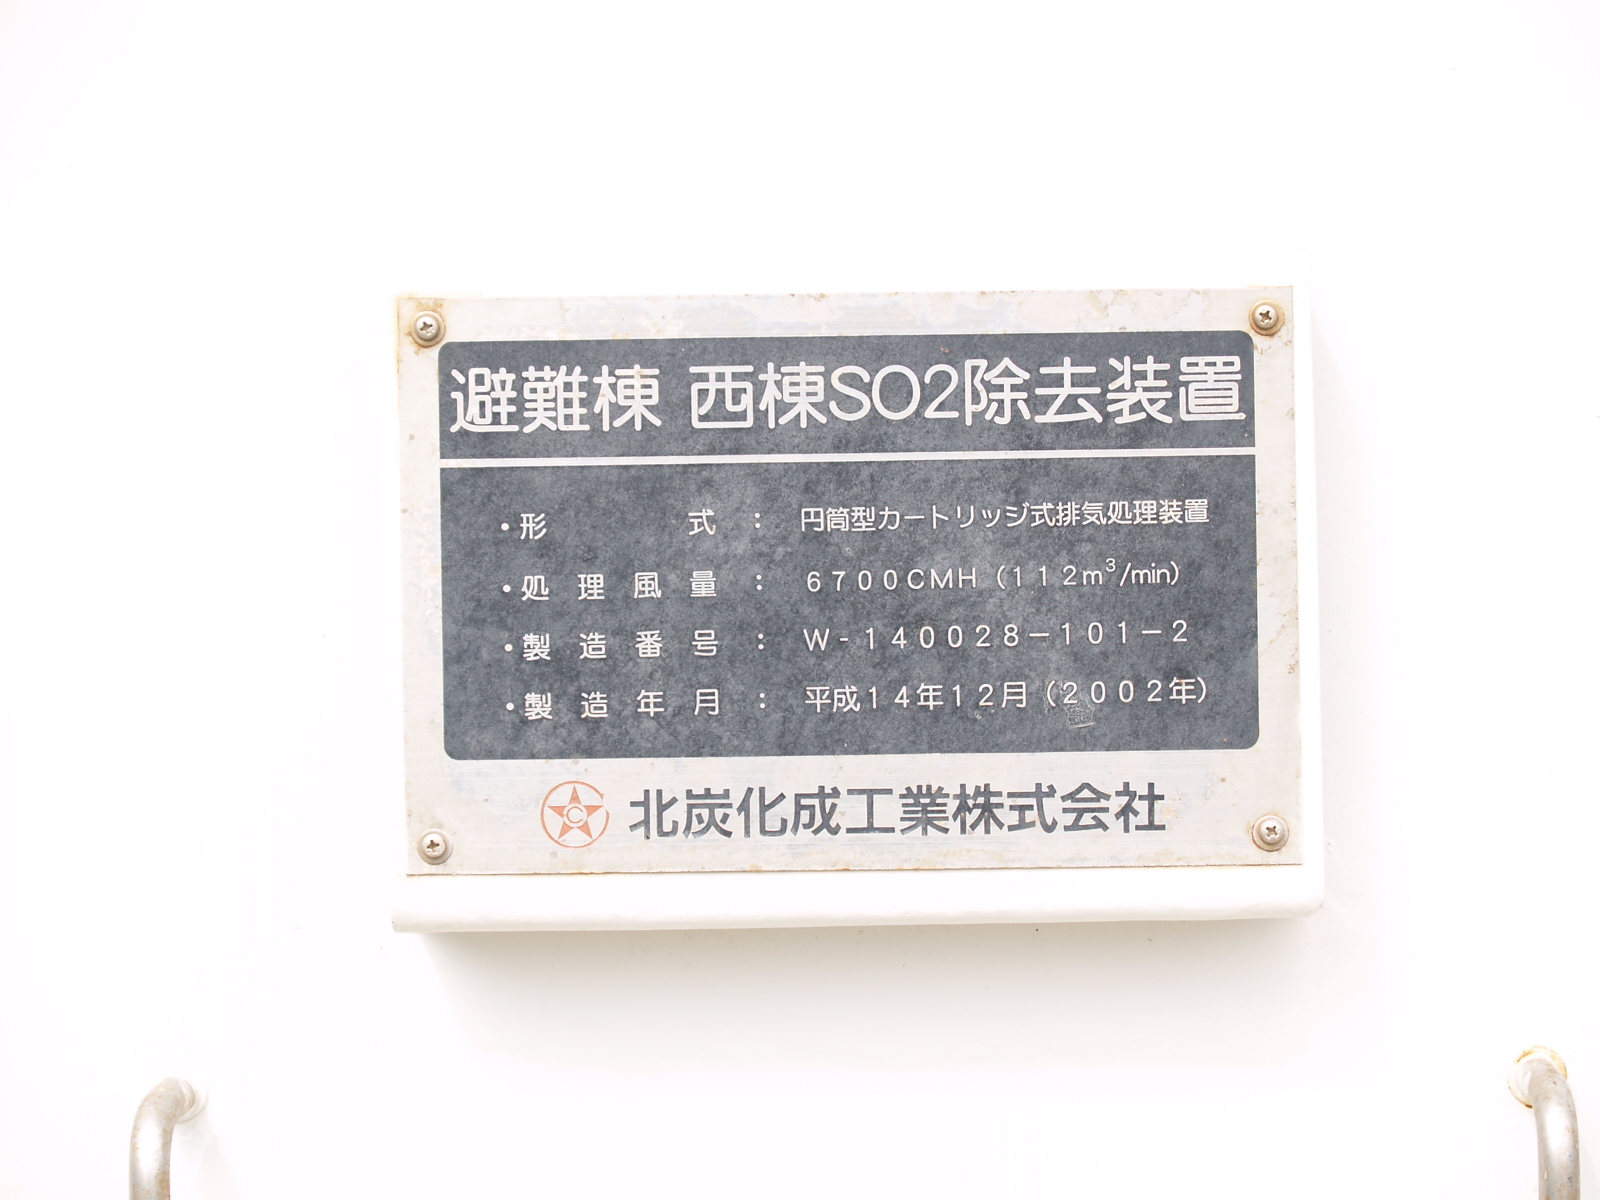 避難棟 西棟SO2除去装置
・形式：円筒型カートリッジ式排気処理装置
・処理風量：6700CMH（112m³/min）
・製造番号：W-140028-101-2
・製造年月：平成14年12月（2002年）
C 北炭化成工業株式会社